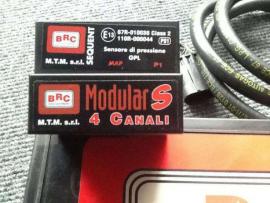 BRC
M.T.M. s.r.l.
SEQUENT
E13
67R-010036 Class 2
110R-000044
P91
Sensore di pressione
GPL
MAP
P1
BRC
M.T.M. s.r.l.
Modular S
4 CANALI